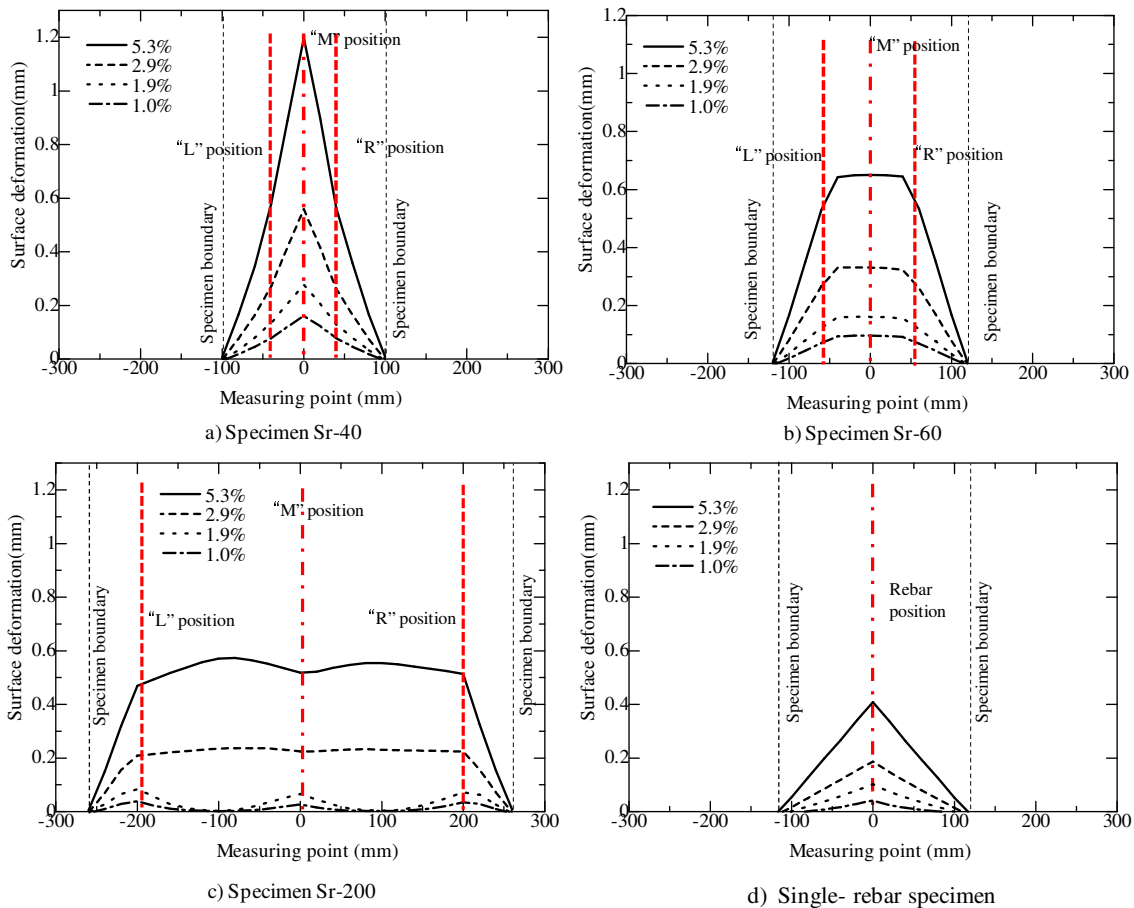 1.2
1
0.8
0.6
0.4
0.2
0
Surface deformation(mm)
5.3%
2.9%
1.9%
1.0%
“M” position
“L” position
“R” position
Specimen boundary
Specimen boundary
-300 -200 -100 0 100 200 300
Measuring point (mm)
a) Specimen Sr-40
1.2
1
0.8
0.6
0.4
0.2
0
Surface deformation(mm)
5.3%
2.9%
1.9%
1.0%
“M” position
“L” position
“R” position
Specimen boundary
Specimen boundary
-300 -200 -100 0 100 200 300
Measuring point (mm)
b) Specimen Sr-60
1.2
1
0.8
0.6
0.4
0.2
0
Surface deformation(mm)
5.3%
2.9%
1.9%
1.0%
“M” position
“L” position
“R” position
Specimen boundary
Specimen boundary
-300 -200 -100 0 100 200 300
Measuring point (mm)
c) Specimen Sr-200
1.2
1
0.8
0.6
0.4
0.2
0
Surface deformation(mm)
5.3%
2.9%
1.9%
1.0%
Rebar
position
Specimen boundary
Specimen boundary
-300 -200 -100 0 100 200 300
Measuring point (mm)
d) Single- rebar specimen